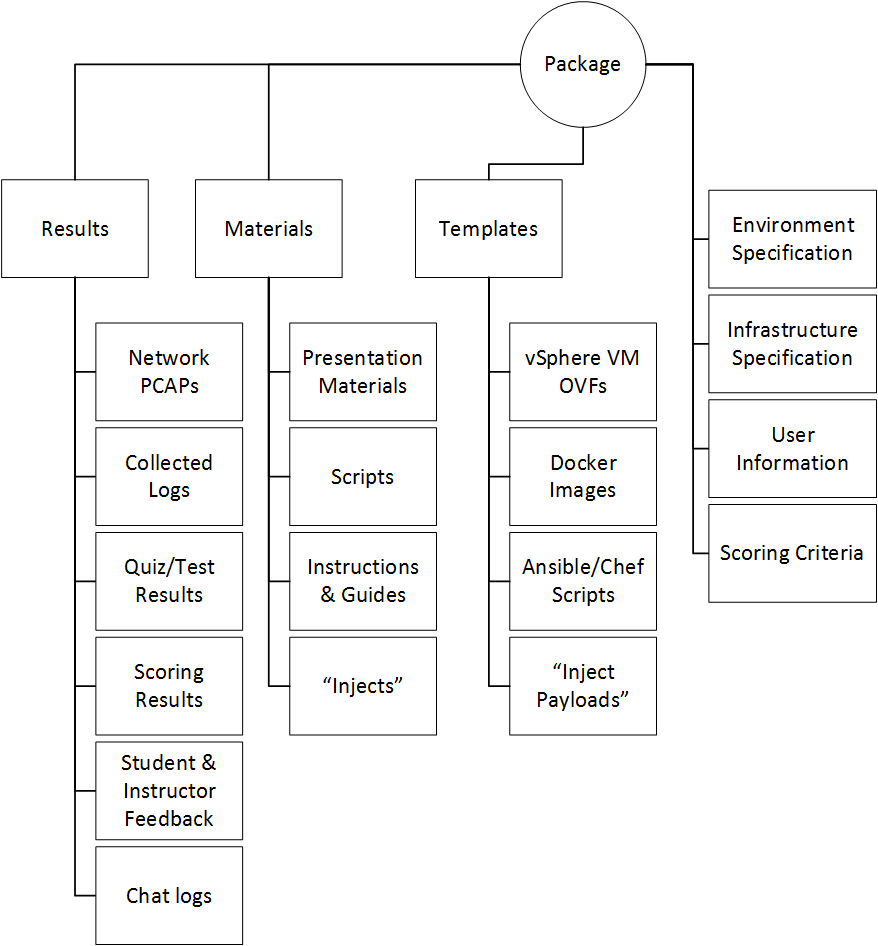 Package
Results
Materials
Templates
Environment
Specification
Infrastructure
Specification
User
Information
Scoring Criteria
Network
PCAPs
Collected
Logs
Quiz/Test
Results
Scoring
Results
Student &
Instructor
Feedback
Chat logs
Presentation
Materials
Scripts
Instructions
& Guides
“Injects”
vSphere VM
OVFs
Docker
Images
Ansible/Chef
Scripts
“Inject
Payloads”